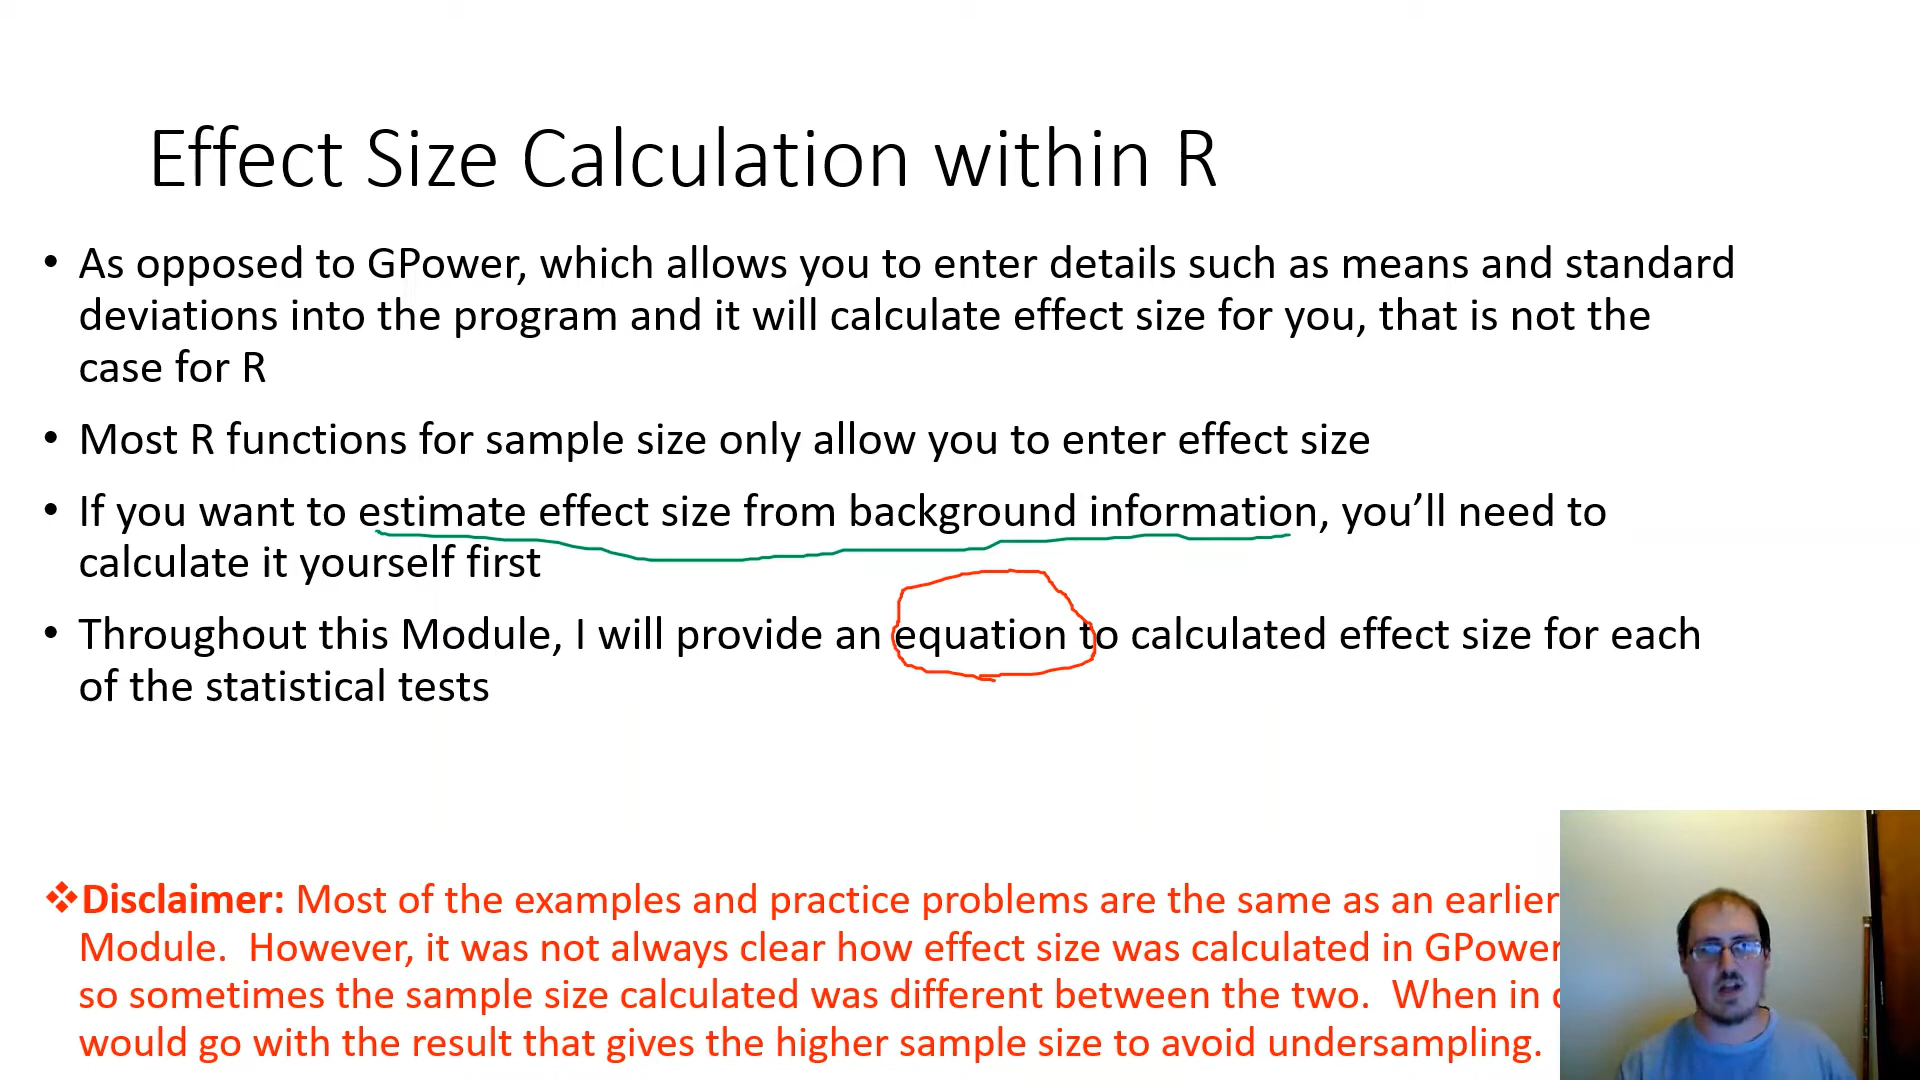 Effect Size Calculation within R
• As opposed to GPower, which allows you to enter details such as means and standard
deviations into the program and it will calculate effect size for you, that is not the
case for R
• Most R functions for sample size only allow you to enter effect size
• If you want to estimate effect size from background information, you’ll need to
calculate it yourself first
• Throughout this Module, I will provide an equation to calculated effect size for each
of the statistical tests
❖Disclaimer: Most of the examples and practice problems are the same as an earlier
Module. However, it was not always clear how effect size was calculated in GPower
so sometimes the sample size calculated was different between the two. When in
would go with the result that gives the higher sample size to avoid undersampling.